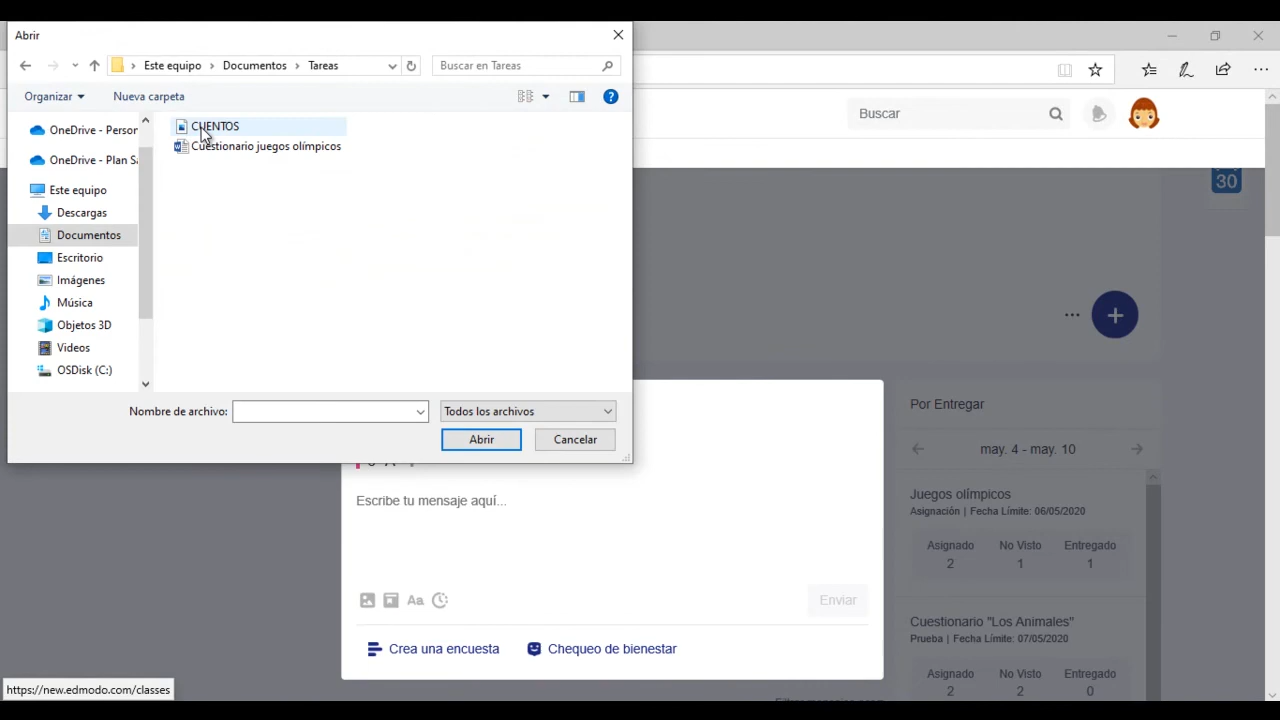 Abrir
Este equipo > Documentos > Tareas
Buscar en Tareas
Organizar
Nueva carpeta
OneDrive - Person
OneDrive - Plan Sa
Este equipo
Descargas
Documentos
Escritorio
Imágenes
Música
Objetos 3D
Videos
OSDisk (C:)
CUENTOS
Cuestionario juegos olímpicos
Nombre de archivo:
Todos los archivos
Abrir
Cancelar
Buscar
30
Escribe tu mensaje aquí...
Aa
Enviar
Crea una encuesta
Chequeo de bienestar
Por Entregar
may. 4 - may. 10
Juegos olímpicos
Asignación | Fecha Límite: 06/05/2020
Asignado No Visto Entregado
2 1 1
Cuestionario "Los Animales"
Prueba | Fecha Límite: 07/05/2020
Asignado No Visto Entregado
2 2 0
https://new.edmodo.com/classes